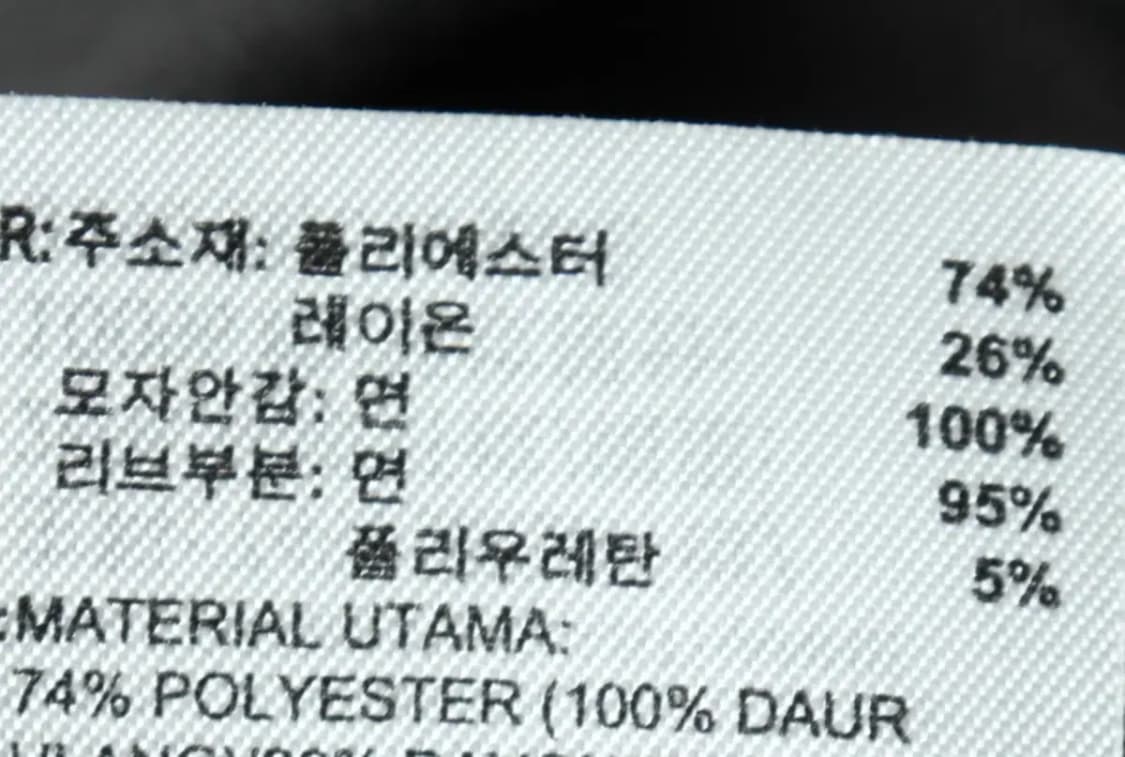 R:주소재: 폴리에스터 74%
레이온 26%
모자안감: 면 100%
리브부분: 면 95%
폴리우레탄 5%
:MATERIAL UTAMA:
74% POLYESTER (100% DAUR